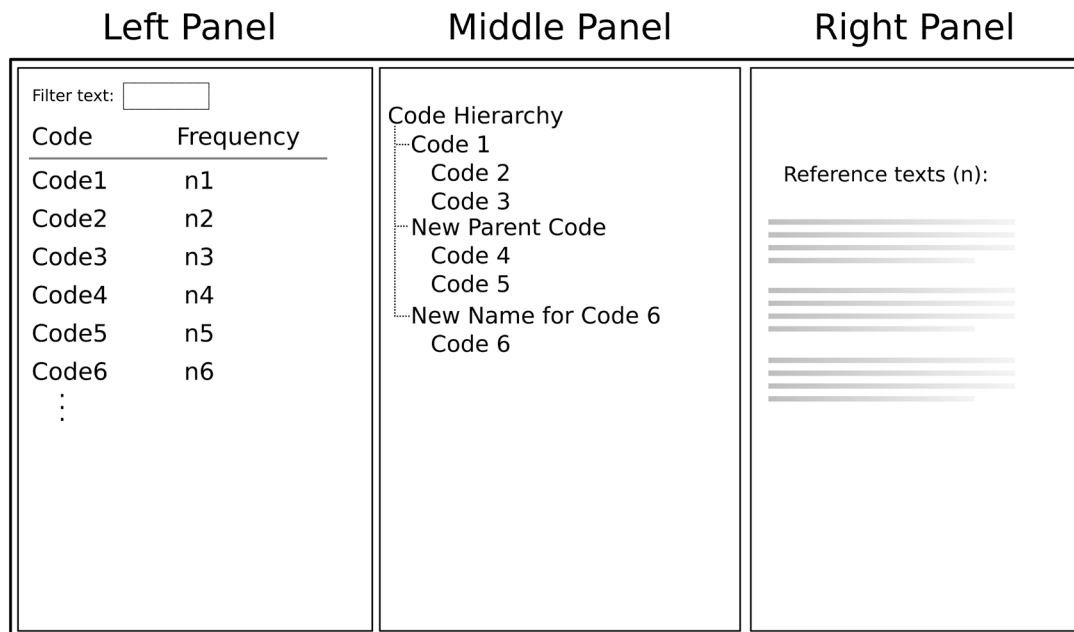 Left Panel
Middle Panel
Right Panel
Filter text:
Code Frequency
Code1 n1
Code2 n2
Code3 n3
Code4 n4
Code5 n5
Code6 n6
⋮
Code Hierarchy
Code 1
Code 2
Code 3
New Parent Code
Code 4
Code 5
New Name for Code 6
Code 6
Reference texts (n):